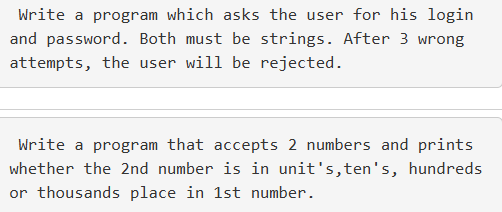 Write a program which asks the user for his login
and password. Both must be strings. After 3 wrong
attempts, the user will be rejected.
Write a program that accepts 2 numbers and prints
whether the 2nd number is in unit's,ten's, hundreds
or thousands place in 1st number.